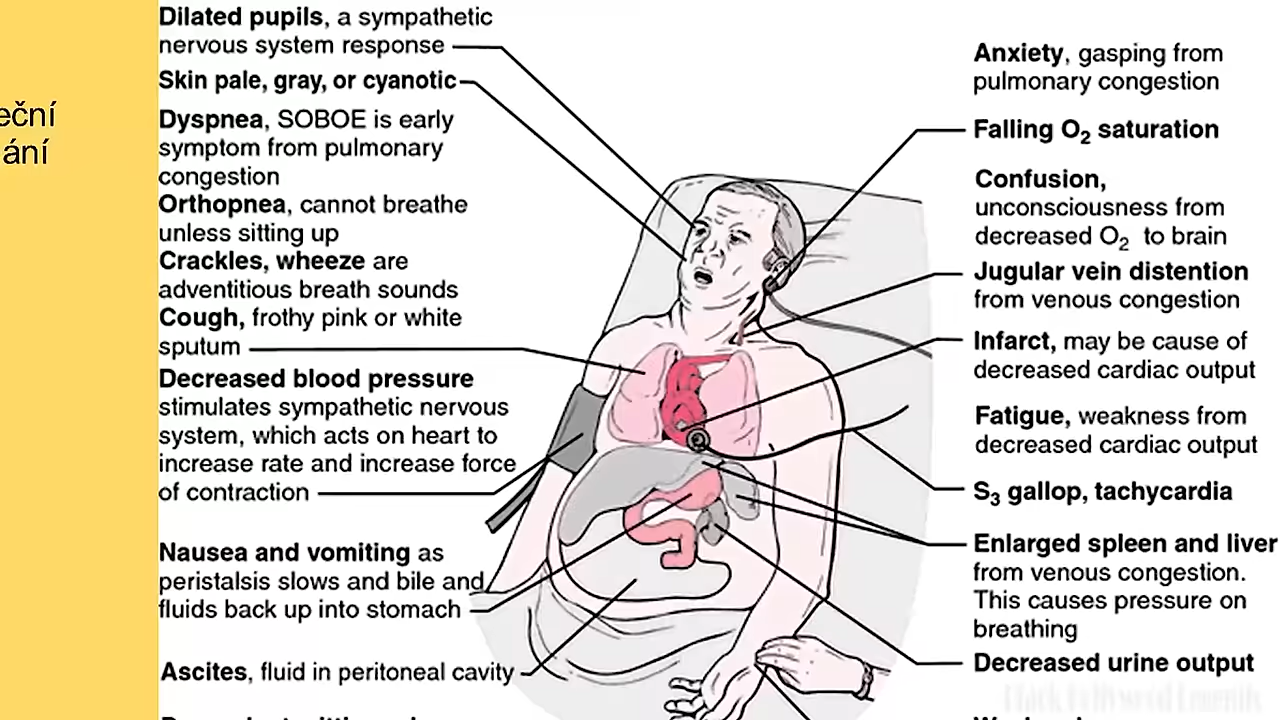 eční
ání
Dilated pupils, a sympathetic
nervous system response
Skin pale, gray, or cyanotic
Dyspnea, SOBOE is early
symptom from pulmonary
congestion
Orthopnea, cannot breathe
unless sitting up
Crackles, wheeze are
adventitious breath sounds
Cough, frothy pink or white
sputum
Decreased blood pressure
stimulates sympathetic nervous
system, which acts on heart to
increase rate and increase force
of contraction
Nausea and vomiting as
peristalsis slows and bile and
fluids back up into stomach
Ascites, fluid in peritoneal cavity
Anxiety, gasping from
pulmonary congestion
Falling O₂ saturation
Confusion,
unconsciousness from
decreased O₂ to brain
Jugular vein distention
from venous congestion
Infarct, may be cause of
decreased cardiac output
Fatigue, weakness from
decreased cardiac output
S₃ gallop, tachycardia
Enlarged spleen and liver
from venous congestion.
This causes pressure on
breathing
Decreased urine output